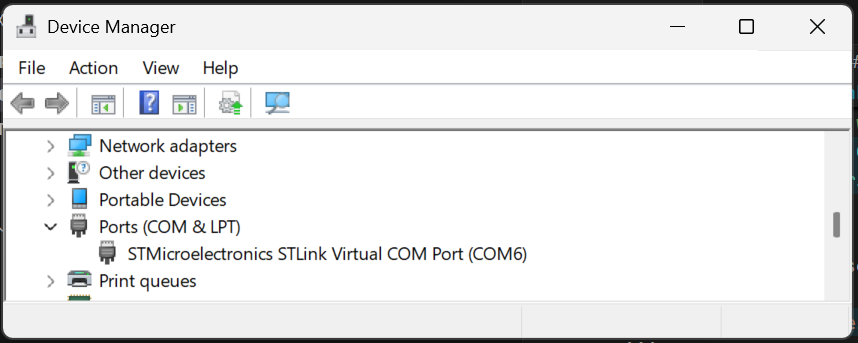 Device Manager
File Action View Help
Network adapters
Other devices
Portable Devices
Ports (COM & LPT)
STMicroelectronics STLink Virtual COM Port (COM6)
Print queues